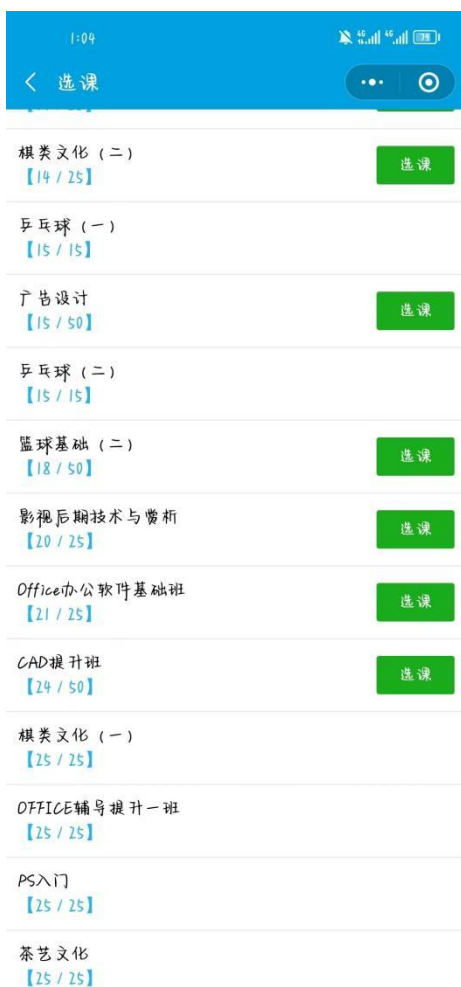 1:04
选课
棋类文化（二）
【14 / 25】
选课
乒乓球（一）
【15 / 15】
广告设计
【15 / 50】
选课
乒乓球（二）
【15 / 15】
篮球基础（二）
【18 / 50】
选课
影视后期技术与赏析
【20 / 25】
选课
Office办公软件基础班
【21 / 25】
选课
CAD提升班
【24 / 50】
选课
棋类文化（一）
【25 / 25】
OFFICE辅导提升一班
【25 / 25】
PS入门
【25 / 25】
茶艺文化
【25 / 25】